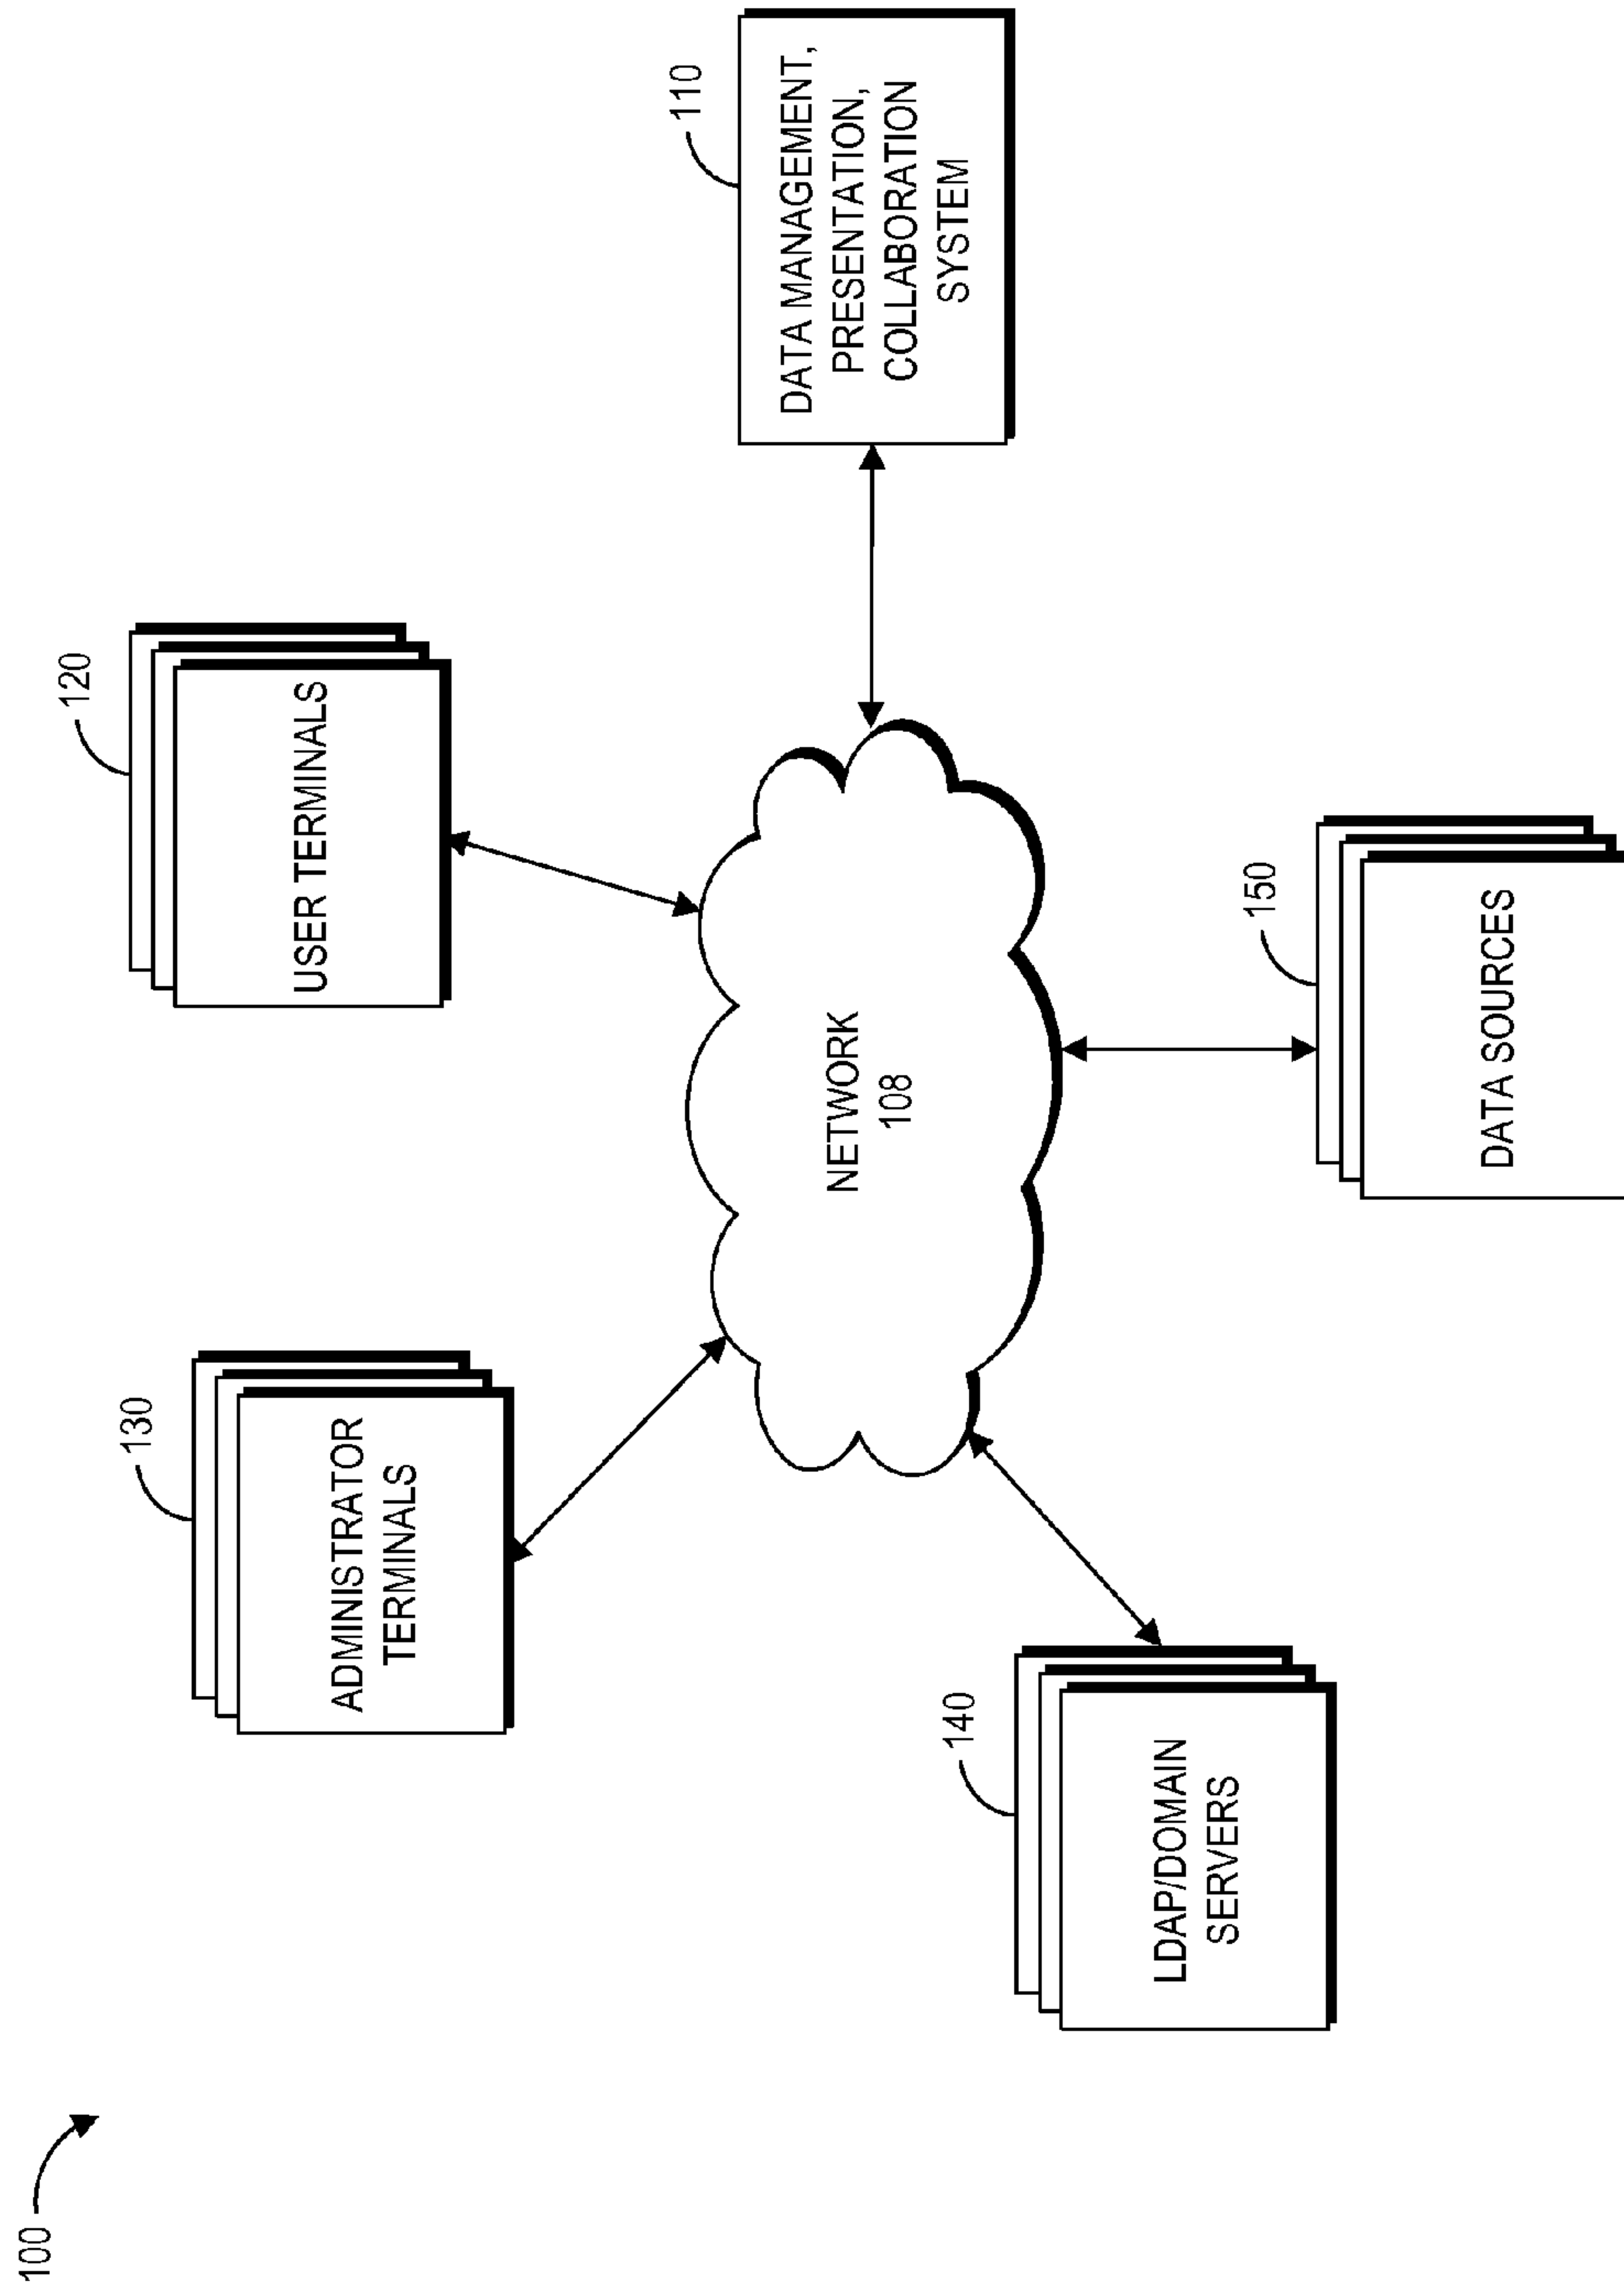 100
130
ADMINISTRATOR
TERMINALS
120
USER TERMINALS
110
DATA MANAGEMENT,
PRESENTATION,
COLLABORATION
SYSTEM
NETWORK
108
140
LDAP/DOMAIN
SERVERS
150
DATA SOURCES